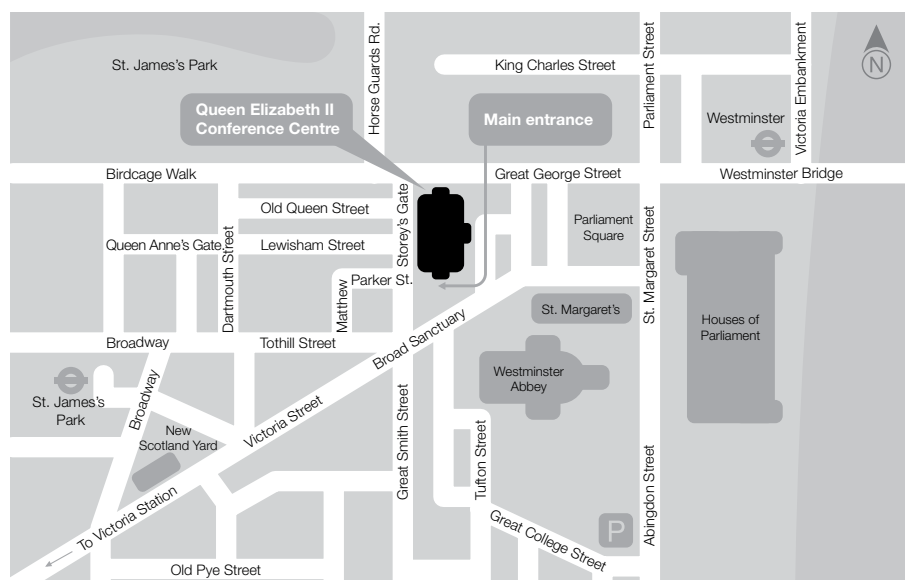 St. James's Park
Horse Guards Rd.
King Charles Street
Parliament Street
Victoria Embankment
N
Queen Elizabeth II
Conference Centre
Main entrance
Westminster
Birdcage Walk
Great George Street
Westminster Bridge
Old Queen Street
Storey's Gate
Parliament
Square
St. Margaret Street
Queen Anne's Gate
Dartmouth Street
Lewisham Street
Parker St.
Matthew
St. Margaret's
Houses of
Parliament
Broadway
Tothill Street
Broad Sanctuary
Westminster
Abbey
St. James's
Park
Broadway
New
Scotland Yard
Victoria Street
Great Smith Street
Tufton Street
Abingdon Street
To Victoria Station
Great College Street
P
Old Pye Street